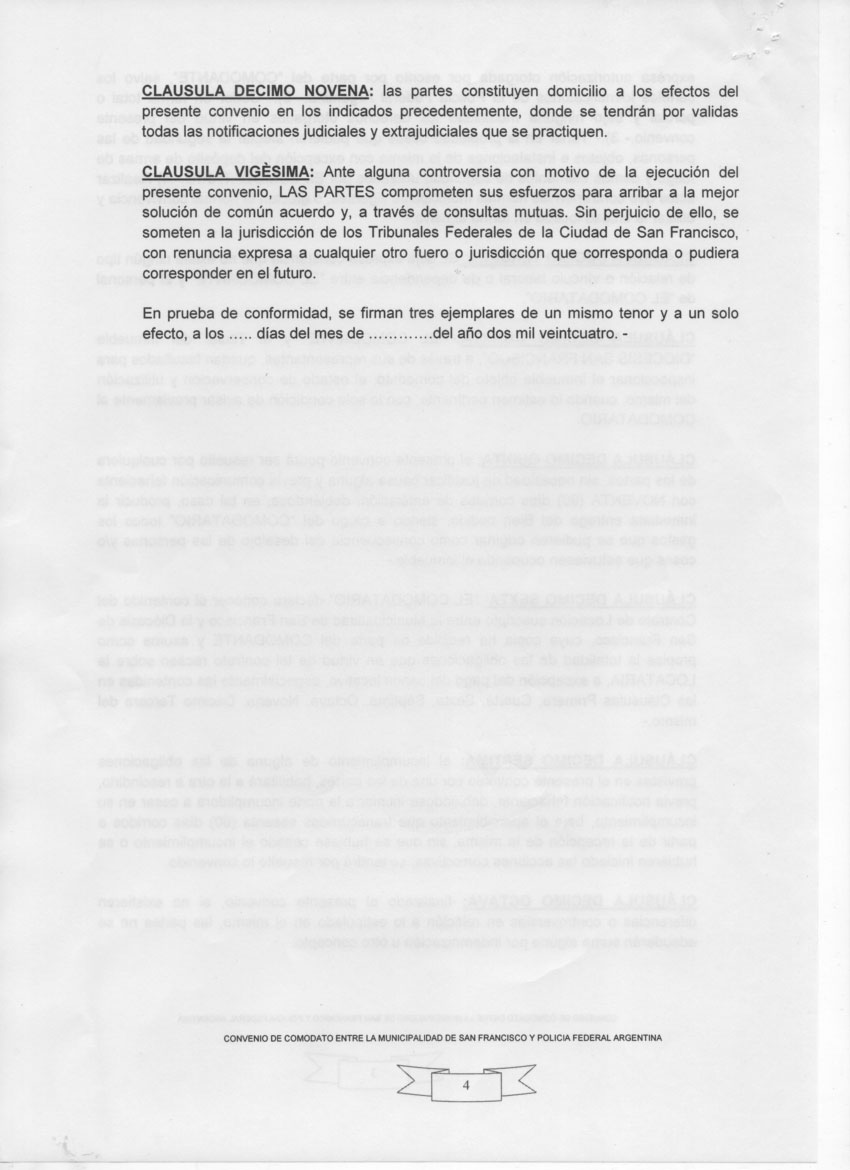 CLAUSULA DECIMO NOVENA: las partes constituyen domicilio a los efectos del
presente convenio en los indicados precedentemente, donde se tendrán por validas
todas las notificaciones judiciales y extrajudiciales que se practiquen.
CLAUSULA VIGÈSIMA: Ante alguna controversia con motivo de la ejecución del
presente convenio, LAS PARTES comprometen sus esfuerzos para arribar a la mejor
solución de común acuerdo y, a través de consultas mutuas. Sin perjuicio de ello, se
someten a la jurisdicción de los Tribunales Federales de la Ciudad de San Francisco,
con renuncia expresa a cualquier otro fuero o jurisdicción que corresponda o pudiera
corresponder en el futuro.
En prueba de conformidad, se firman tres ejemplares de un mismo tenor y a un solo
efecto, a los ..... días del mes de .............del año dos mil veintcuatro. -
CONVENIO DE COMODATO ENTRE LA MUNICIPALIDAD DE SAN FRANCISCO Y POLICIA FEDERAL ARGENTINA
4